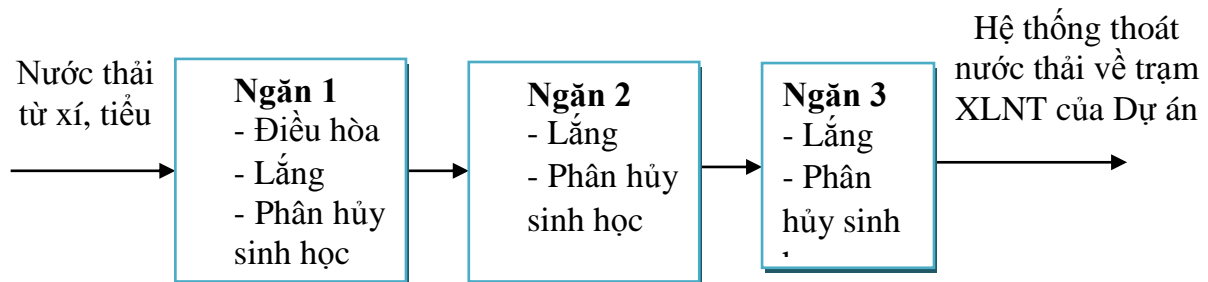 Nước thải
từ xí, tiểu
Ngăn 1
- Điều hòa
- Lắng
- Phân hủy
sinh học
Ngăn 2
- Lắng
- Phân hủy
sinh học
Ngăn 3
- Lắng
- Phân
hủy sinh
Hệ thống thoát
nước thải về trạm
XLNT của Dự án